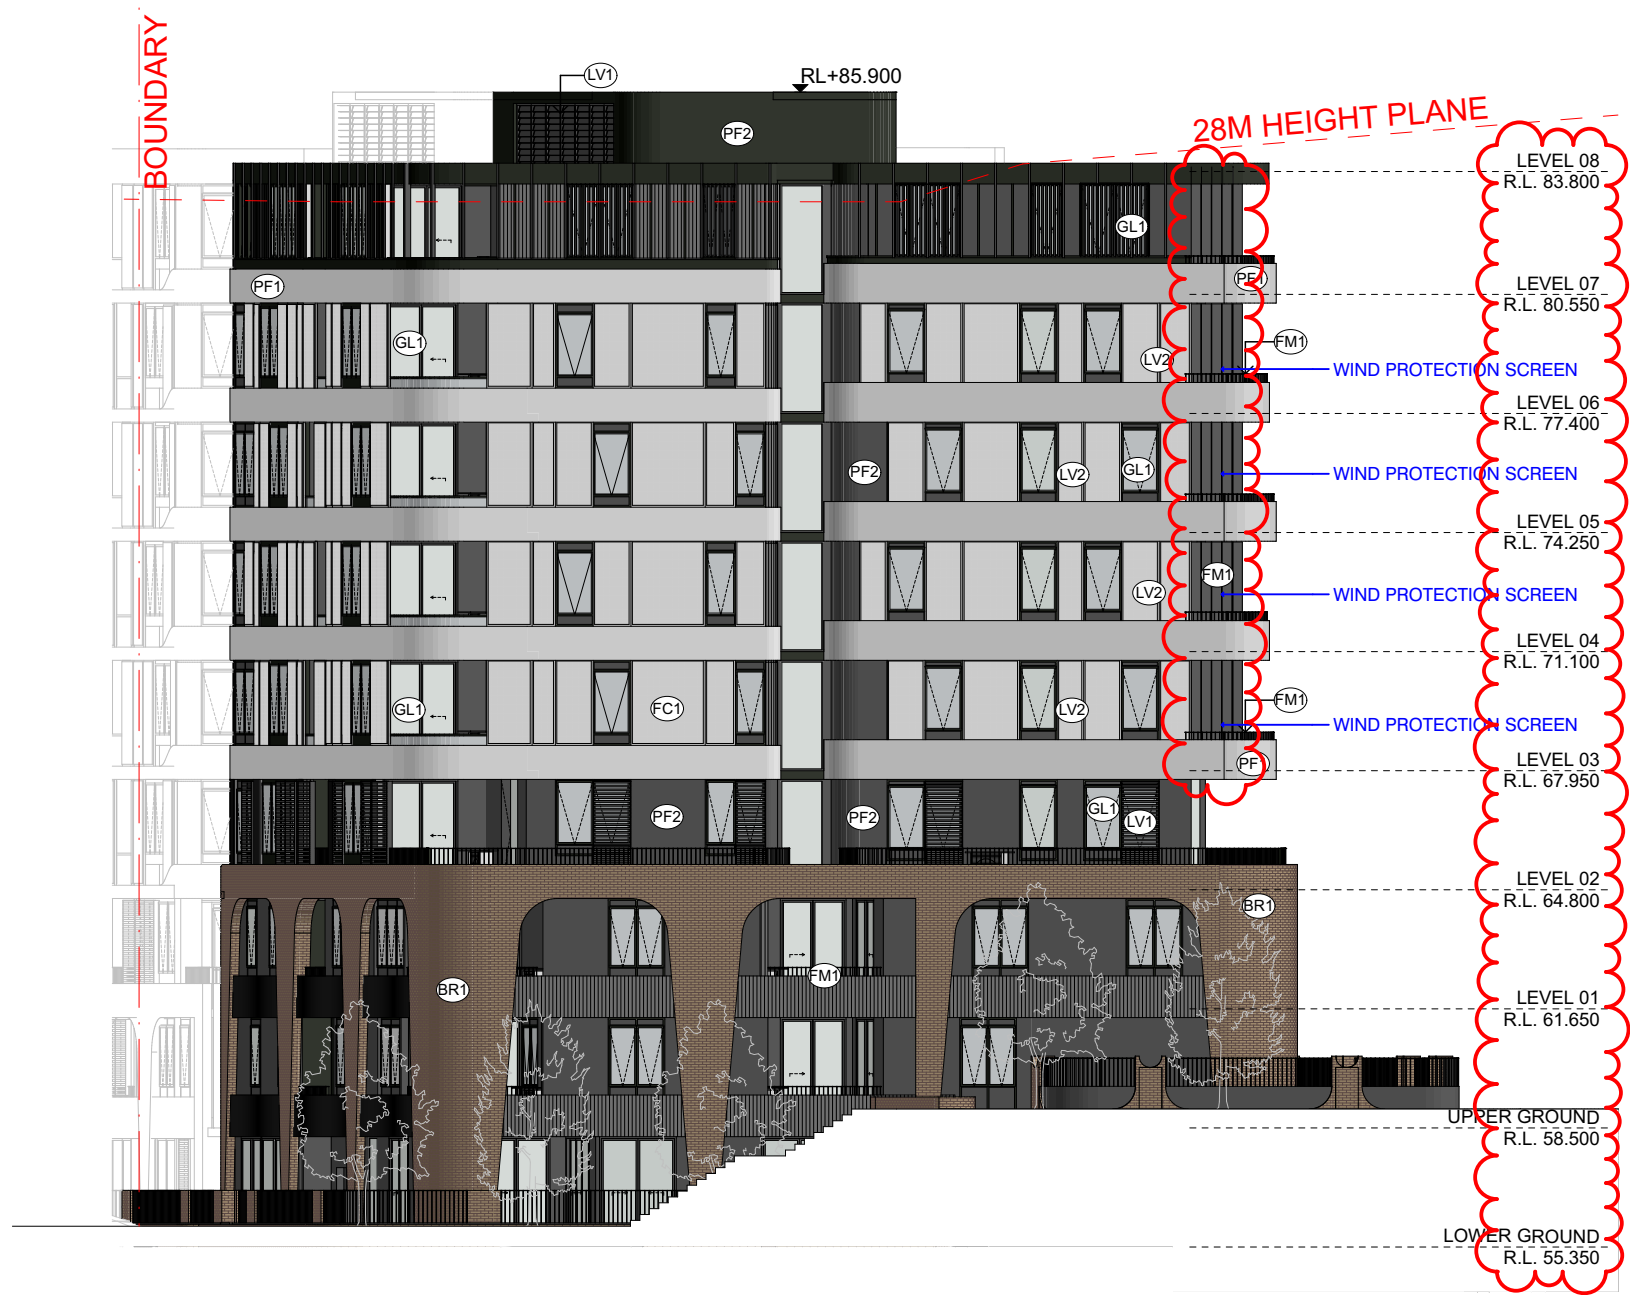 BOUNDARY
LV1
RL+85.900
PF2
28M HEIGHT PLANE
LEVEL 08
R.L. 83.800
GL1
PF1
PF1
LEVEL 07
R.L. 80.550
GL1
LV2
FM1
WIND PROTECTION SCREEN
LEVEL 06
R.L. 77.400
PF2
LV2
GL1
WIND PROTECTION SCREEN
LEVEL 05
R.L. 74.250
FM1
LV2
WIND PROTECTION SCREEN
LEVEL 04
R.L. 71.100
GL1
FC1
LV2
FM1
WIND PROTECTION SCREEN
PF1
LEVEL 03
R.L. 67.950
PF2
PF2
GL1
LV1
LEVEL 02
R.L. 64.800
BR1
BR1
FM1
LEVEL 01
R.L. 61.650
UPPER GROUND
R.L. 58.500
LOWER GROUND
R.L. 55.350